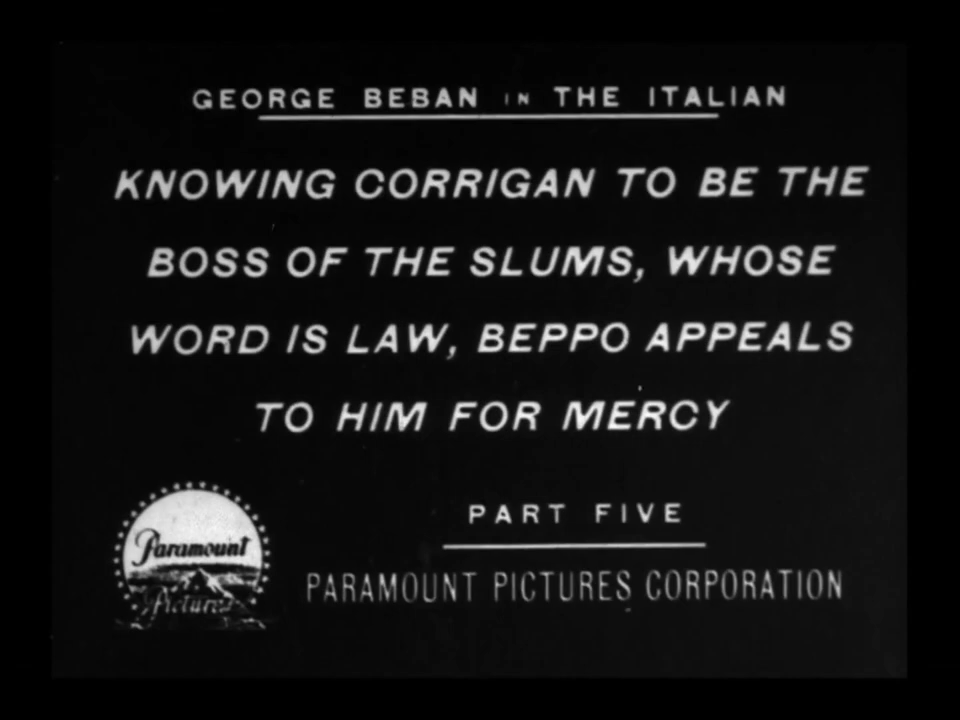 GEORGE BEBAN IN THE ITALIAN
KNOWING CORRIGAN TO BE THE
BOSS OF THE SLUMS, WHOSE
WORD IS LAW, BEPPO APPEALS
TO HIM FOR MERCY
PART FIVE
Paramount
Pictures
PARAMOUNT PICTURES CORPORATION